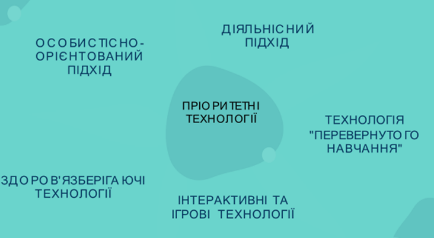 ДІЯЛЬНІСНИЙ
ПІДХІД
ОСОБИСТІСНО-
ОРІЄНТОВАНИЙ
ПІДХІД
ПРІОРИТЕТНІ
ТЕХНОЛОГІЇ
ТЕХНОЛОГІЯ
"ПЕРЕВЕРНУТОГО
НАВЧАННЯ"
ЗДОРОВ'ЯЗБЕРІГАЮЧІ
ТЕХНОЛОГІЇ
ІНТЕРАКТИВНІ ТА
ІГРОВІ ТЕХНОЛОГІЇ